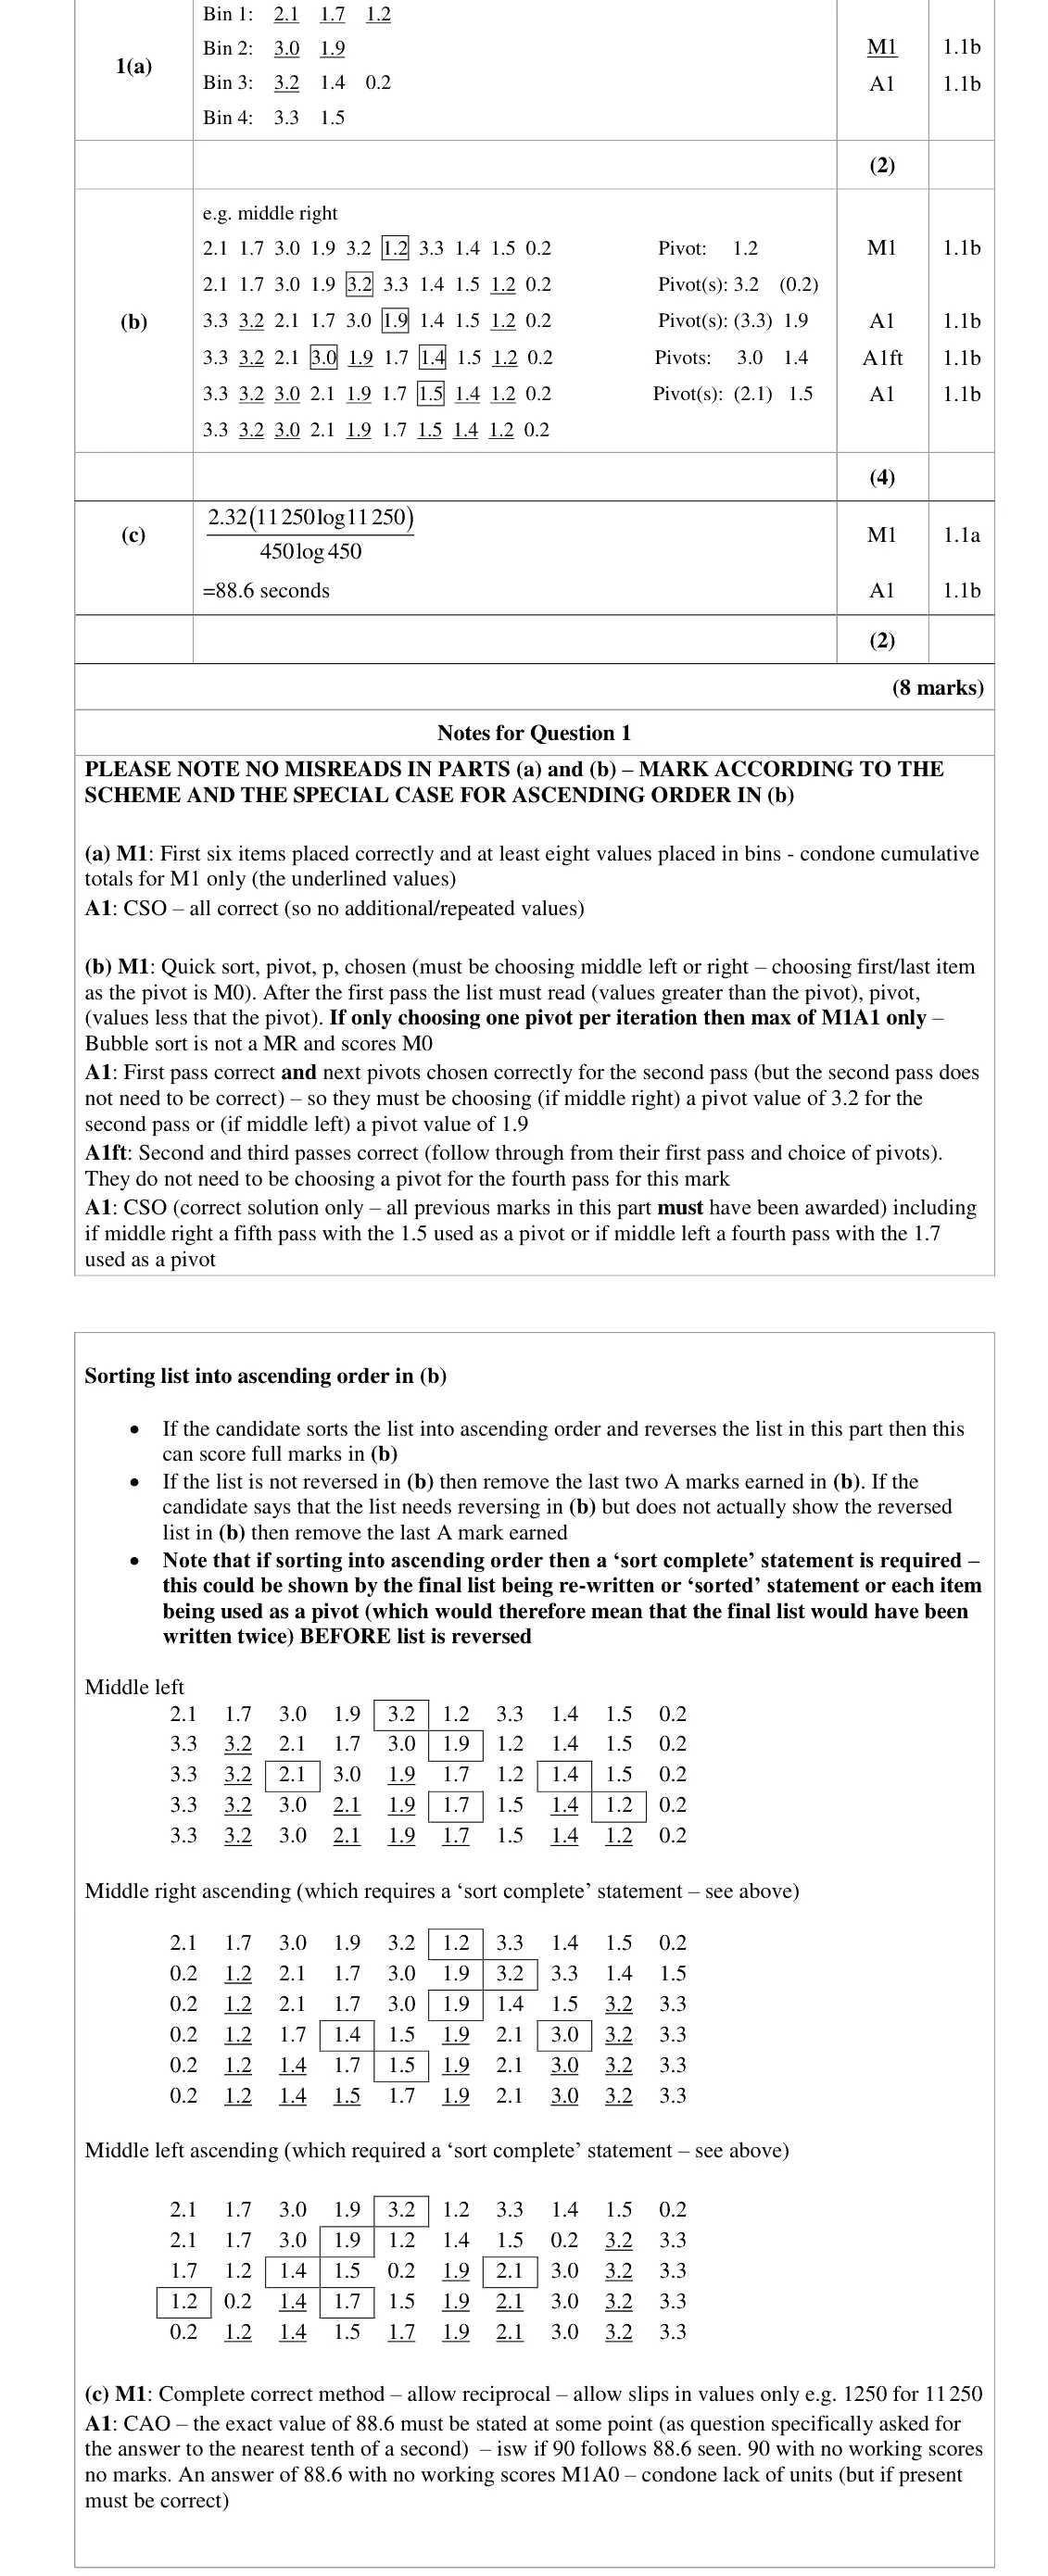 Bin 1: 2.1 1.7 1.2
Bin 2: 3.0 1.9 M1 1.1b
1(a)
Bin 3: 3.2 1.4 0.2 A1 1.1b
Bin 4: 3.3 1.5
(2)
e.g. middle right
2.1 1.7 3.0 1.9 3.2 1.2 3.3 1.4 1.5 0.2 Pivot: 1.2 M1 1.1b
2.1 1.7 3.0 1.9 3.2 3.3 1.4 1.5 1.2 0.2 Pivot(s): 3.2 (0.2)
(b) 3.3 3.2 2.1 1.7 3.0 1.9 1.4 1.5 1.2 0.2 Pivot(s): (3.3) 1.9 A1 1.1b
3.3 3.2 2.1 3.0 1.9 1.7 1.4 1.5 1.2 0.2 Pivots: 3.0 1.4 A1ft 1.1b
3.3 3.2 3.0 2.1 1.9 1.7 1.5 1.4 1.2 0.2 Pivot(s): (2.1) 1.5 A1 1.1b
3.3 3.2 3.0 2.1 1.9 1.7 1.5 1.4 1.2 0.2
(4)
2.32(11 250log11 250)
(c) M1 1.1a
450log 450
=88.6 seconds A1 1.1b
(2)
(8 marks)
Notes for Question 1
PLEASE NOTE NO MISREADS IN PARTS (a) and (b) – MARK ACCORDING TO THE
SCHEME AND THE SPECIAL CASE FOR ASCENDING ORDER IN (b)
(a) M1: First six items placed correctly and at least eight values placed in bins - condone cumulative
totals for M1 only (the underlined values)
A1: CSO – all correct (so no additional/repeated values)
(b) M1: Quick sort, pivot, p, chosen (must be choosing middle left or right – choosing first/last item
as the pivot is M0). After the first pass the list must read (values greater than the pivot), pivot,
(values less that the pivot). If only choosing one pivot per iteration then max of M1A1 only –
Bubble sort is not a MR and scores M0
A1: First pass correct and next pivots chosen correctly for the second pass (but the second pass does
not need to be correct) – so they must be choosing (if middle right) a pivot value of 3.2 for the
second pass or (if middle left) a pivot value of 1.9
A1ft: Second and third passes correct (follow through from their first pass and choice of pivots).
They do not need to be choosing a pivot for the fourth pass for this mark
A1: CSO (correct solution only – all previous marks in this part must have been awarded) including
if middle right a fifth pass with the 1.5 used as a pivot or if middle left a fourth pass with the 1.7
used as a pivot
Sorting list into ascending order in (b)
• If the candidate sorts the list into ascending order and reverses the list in this part then this
can score full marks in (b)
• If the list is not reversed in (b) then remove the last two A marks earned in (b). If the
candidate says that the list needs reversing in (b) but does not actually show the reversed
list in (b) then remove the last A mark earned
• Note that if sorting into ascending order then a ‘sort complete’ statement is required –
this could be shown by the final list being re-written or ‘sorted’ statement or each item
being used as a pivot (which would therefore mean that the final list would have been
written twice) BEFORE list is reversed
Middle left
2.1 1.7 3.0 1.9 3.2 1.2 3.3 1.4 1.5 0.2
3.3 3.2 2.1 1.7 3.0 1.9 1.2 1.4 1.5 0.2
3.3 3.2 2.1 3.0 1.9 1.7 1.2 1.4 1.5 0.2
3.3 3.2 3.0 2.1 1.9 1.7 1.5 1.4 1.2 0.2
3.3 3.2 3.0 2.1 1.9 1.7 1.5 1.4 1.2 0.2
Middle right ascending (which requires a ‘sort complete’ statement – see above)
2.1 1.7 3.0 1.9 3.2 1.2 3.3 1.4 1.5 0.2
0.2 1.2 2.1 1.7 3.0 1.9 3.2 3.3 1.4 1.5
0.2 1.2 2.1 1.7 3.0 1.9 1.4 1.5 3.2 3.3
0.2 1.2 1.7 1.4 1.5 1.9 2.1 3.0 3.2 3.3
0.2 1.2 1.4 1.7 1.5 1.9 2.1 3.0 3.2 3.3
0.2 1.2 1.4 1.5 1.7 1.9 2.1 3.0 3.2 3.3
Middle left ascending (which required a ‘sort complete’ statement – see above)
2.1 1.7 3.0 1.9 3.2 1.2 3.3 1.4 1.5 0.2
2.1 1.7 3.0 1.9 1.2 1.4 1.5 0.2 3.2 3.3
1.7 1.2 1.4 1.5 0.2 1.9 2.1 3.0 3.2 3.3
1.2 0.2 1.4 1.7 1.5 1.9 2.1 3.0 3.2 3.3
0.2 1.2 1.4 1.5 1.7 1.9 2.1 3.0 3.2 3.3
(c) M1: Complete correct method – allow reciprocal – allow slips in values only e.g. 1250 for 11250
A1: CAO – the exact value of 88.6 must be stated at some point (as question specifically asked for
the answer to the nearest tenth of a second) – isw if 90 follows 88.6 seen. 90 with no working scores
no marks. An answer of 88.6 with no working scores M1A0 – condone lack of units (but if present
must be correct)